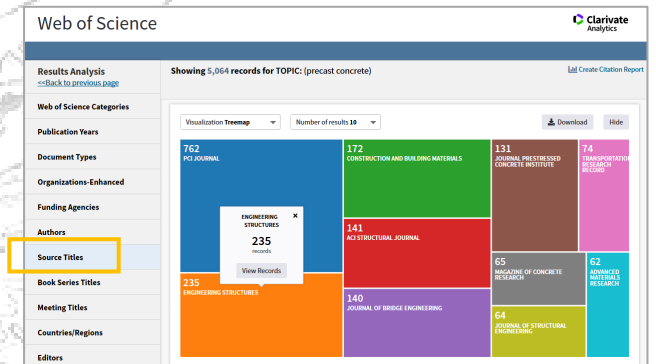 Web of Science
Clarivate
Analytics
Results Analysis
<<Back to previous page
Showing 5,064 records for TOPIC: (precast concrete)
Create Citation Report
Web of Science Categories
Publication Years
Document Types
Organizations-Enhanced
Funding Agencies
Authors
Source Titles
Book Series Titles
Meeting Titles
Countries/Regions
Editors
Visualization Treemap
Number of results 10
Download
Hide
762
PCI JOURNAL
172
CONSTRUCTION AND BUILDING MATERIALS
131
JOURNAL PRESTRESSED
CONCRETE INSTITUTE
74
TRANSPORTATION
RESEARCH
RECORD
ENGINEERING
STRUCTURES
×
235
records
View Records
141
ACI STRUCTURAL JOURNAL
235
ENGINEERING STRUCTURES
140
JOURNAL OF BRIDGE ENGINEERING
65
MAGAZINE OF CONCRETE
RESEARCH
62
ADVANCED
MATERIALS
RESEARCH
64
JOURNAL OF STRUCTURAL
ENGINEERING